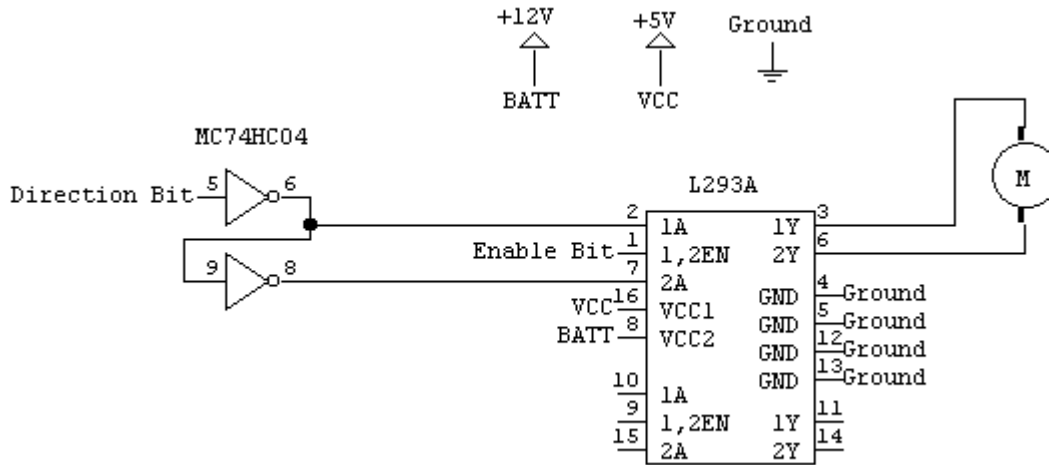 +12V +5V Ground
BATT VCC
MC74HC04
Direction Bit 5 6
L293A
2 1A 1Y 3
Enable Bit 1 1,2EN 2Y 6
M
9 8 7 2A GND 4 Ground
VCC 16 VCC1 GND 5 Ground
BATT 8 VCC2 GND 12 Ground
GND 13 Ground
10 1A
9 1,2EN 1Y 11
15 2A 2Y 14